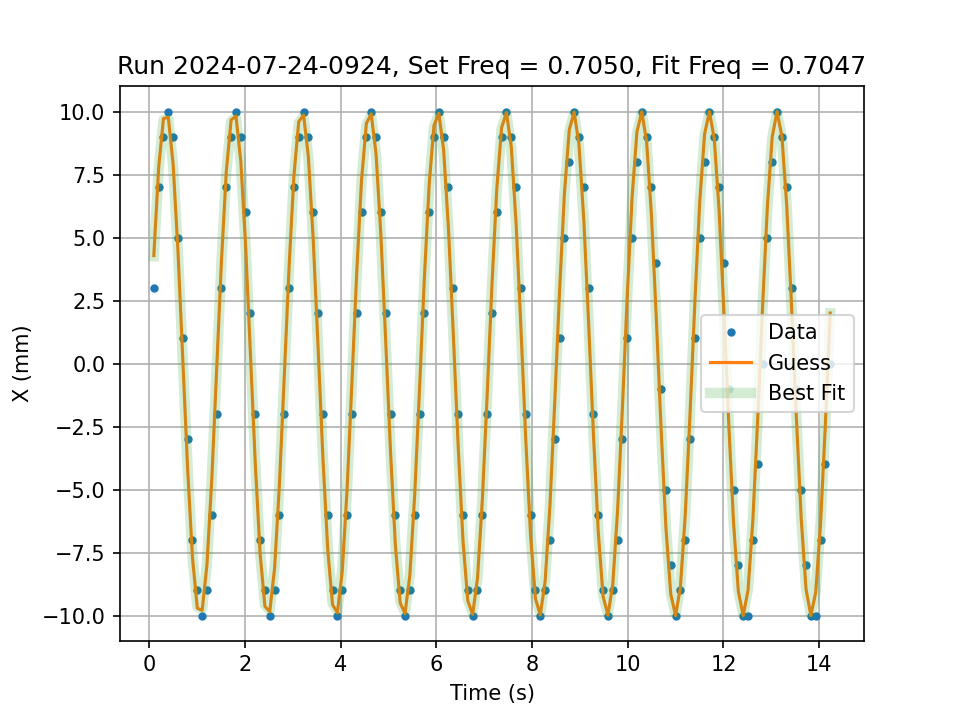 Run 2024-07-24-0924, Set Freq = 0.7050, Fit Freq = 0.7047
10.0
7.5
5.0
2.5
0.0
−2.5
−5.0
−7.5
−10.0
X (mm)
Data
Guess
Best Fit
0 2 4 6 8 10 12 14
Time (s)